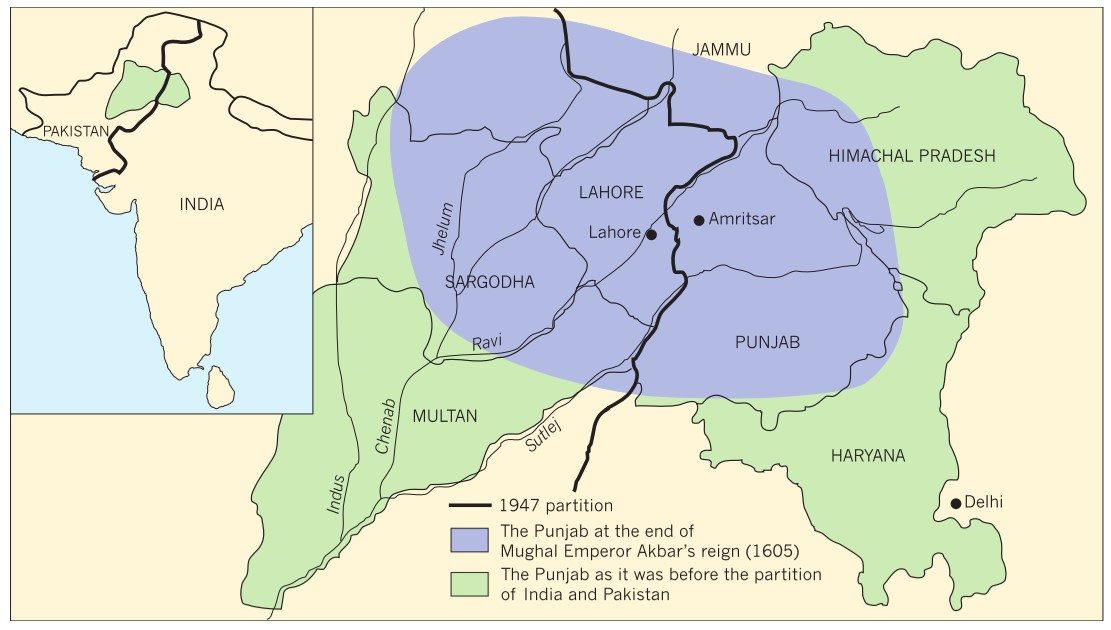 JAMMU
PAKISTAN
INDIA
HIMACHAL PRADESH
LAHORE
Lahore
Amritsar
Jhelum
SARGODHA
Ravi
PUNJAB
MULTAN
Chenab
Sutlej
Indus
HARYANA
Delhi
1947 partition
The Punjab at the end of
Mughal Emperor Akbar's reign (1605)
The Punjab as it was before the partition
of India and Pakistan